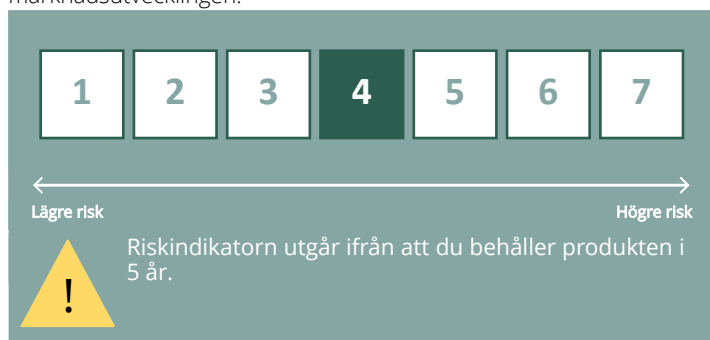 marknadsutvecklingen.
1 2 3 4 5 6 7
Lägre risk Högre risk
Riskindikatorn utgår ifrån att du behåller produkten i
5 år.
!